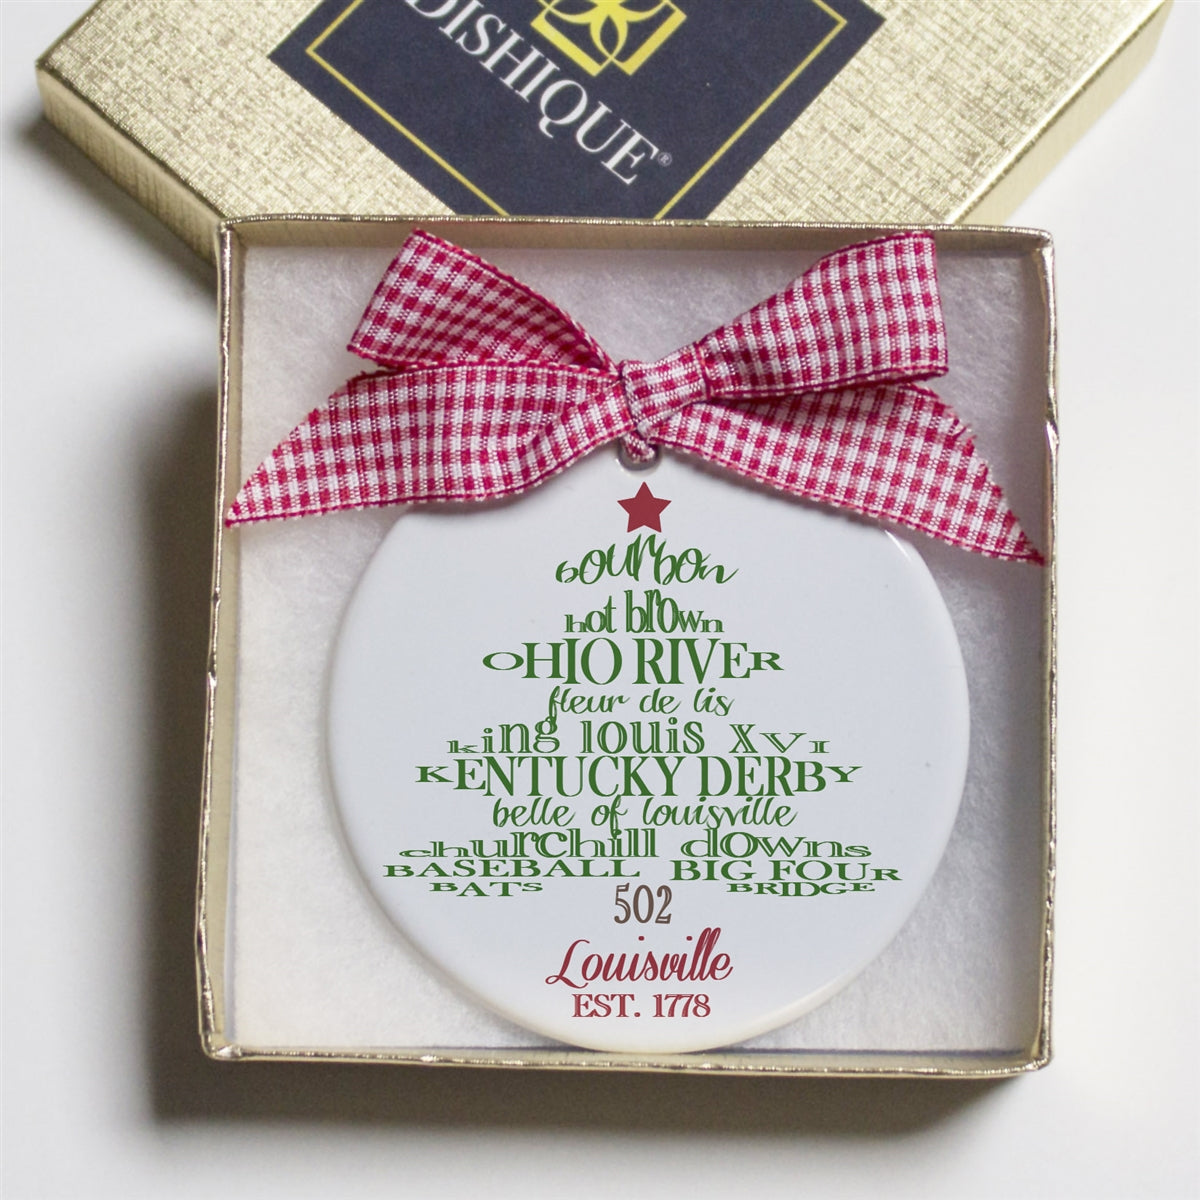 DISHIQUE®
bourbon
hot brown
OHIO RIVER
fleur de lis
king louis XVI
KENTUCKY DERBY
belle of louisville
churchill downs
BASEBALL BATS
BIG FOUR BRIDGE
502
Louisville
EST. 1778